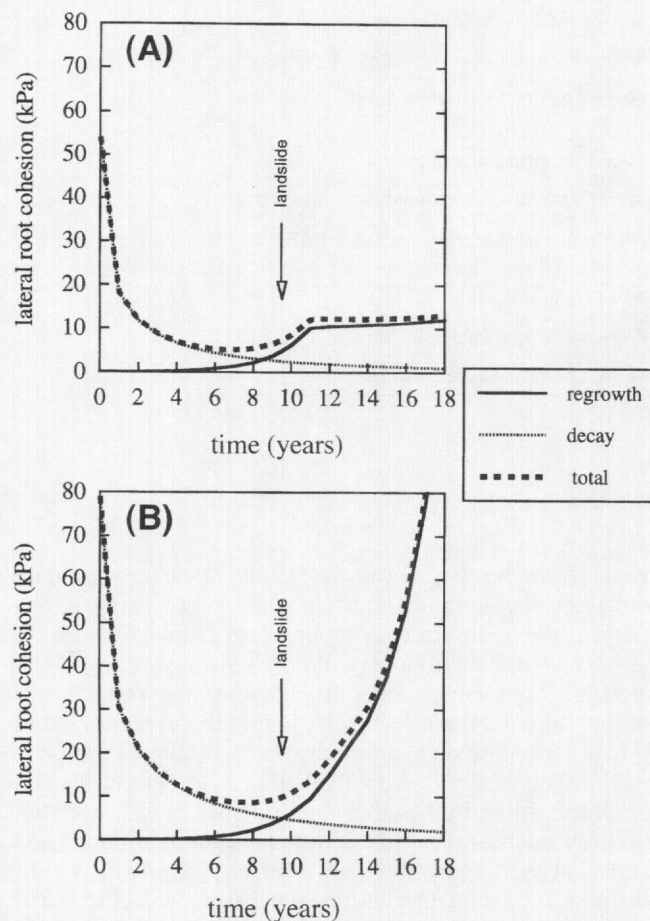 80
70
60
50
40
30
20
10
0
(A)
landslide
lateral root cohesion (kPa)
0 2 4 6 8 10 12 14 16 18
time (years)
regrowth
decay
total
80
70
60
50
40
30
20
10
0
(B)
landslide
lateral root cohesion (kPa)
0 2 4 6 8 10 12 14 16 18
time (years)